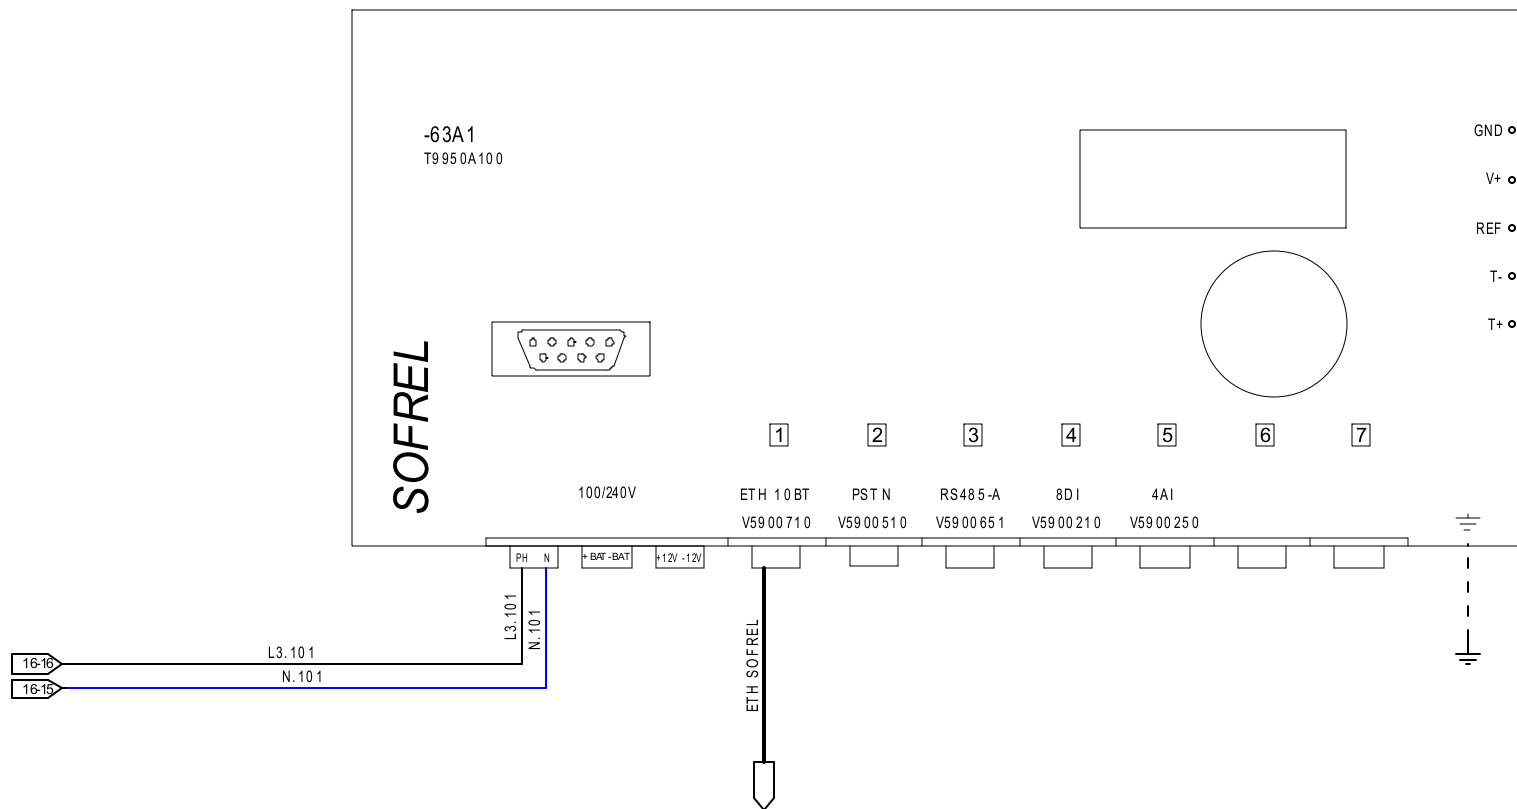 -63A1
T9950A100
GND
V+
REF
T-
T+
SOFREL
1 2 3 4 5 6 7
100/240V
ETH 10BT PSTN RS485-A 8DI 4AI
V5900710 V5900510 V5900651 V5900210 V5900250
PH N +BAT -BAT +12V -12V
L3.101
N.101
ETH SOFREL
16-16 L3.101
16-15 N.101